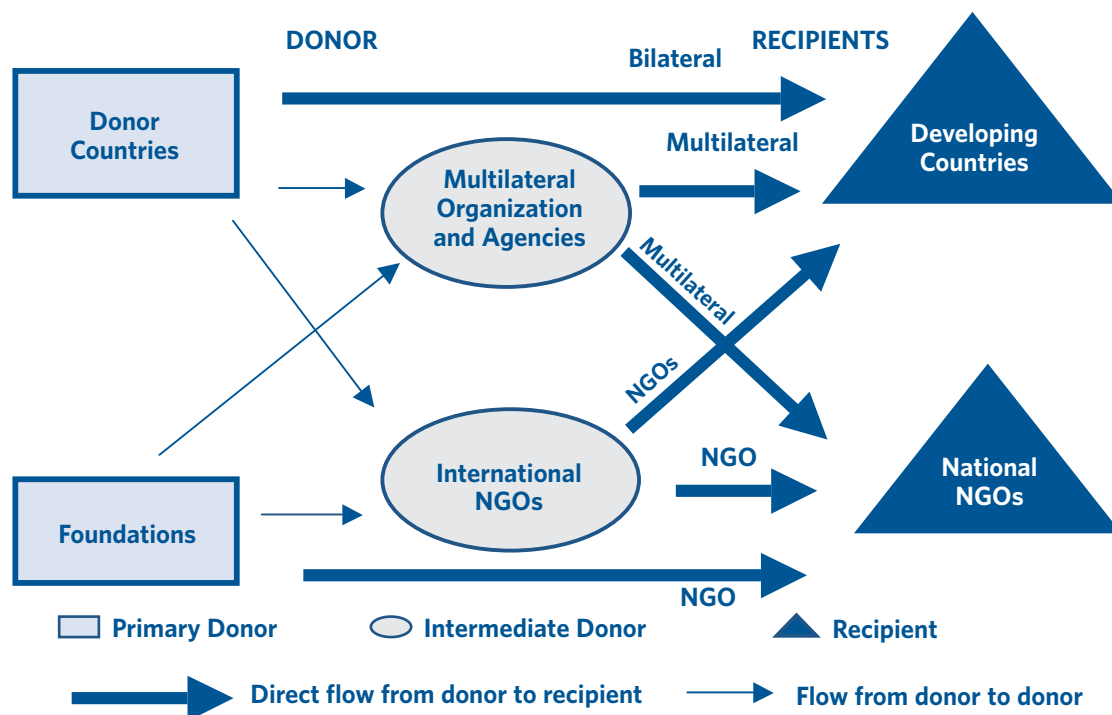 DONOR
RECIPIENTS
Bilateral
Donor
Countries
Developing
Countries
Multilateral
Multilateral
Organization
and Agencies
Multilateral
NGOs
NGO
International
NGOs
National
NGOs
Foundations
NGO
Primary Donor
Intermediate Donor
Recipient
Direct flow from donor to recipient
Flow from donor to donor